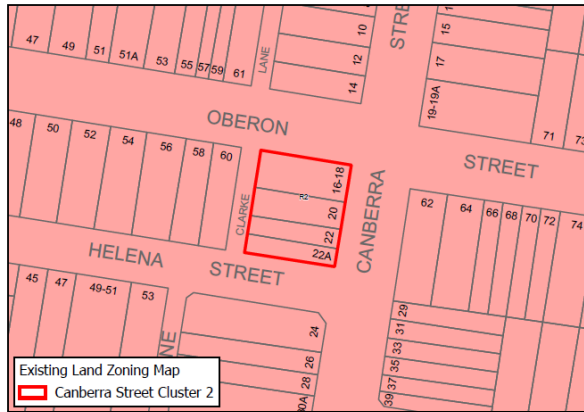 47 49 51 51A 53 55 57 59 61
LANE
10
12
14
STRE
15
17
19-19A
71 73
OBERON
STREET
48 50 52 54 56 58 60
CLARKE
R2
16-18
20
22
22A
CANBERRA
62 64 66 68 70 72 74
HELENA
STREET
45 47 49-51 53
NE
24
26
28
30A
29
31
33
35
37
39
Existing Land Zoning Map
Canberra Street Cluster 2